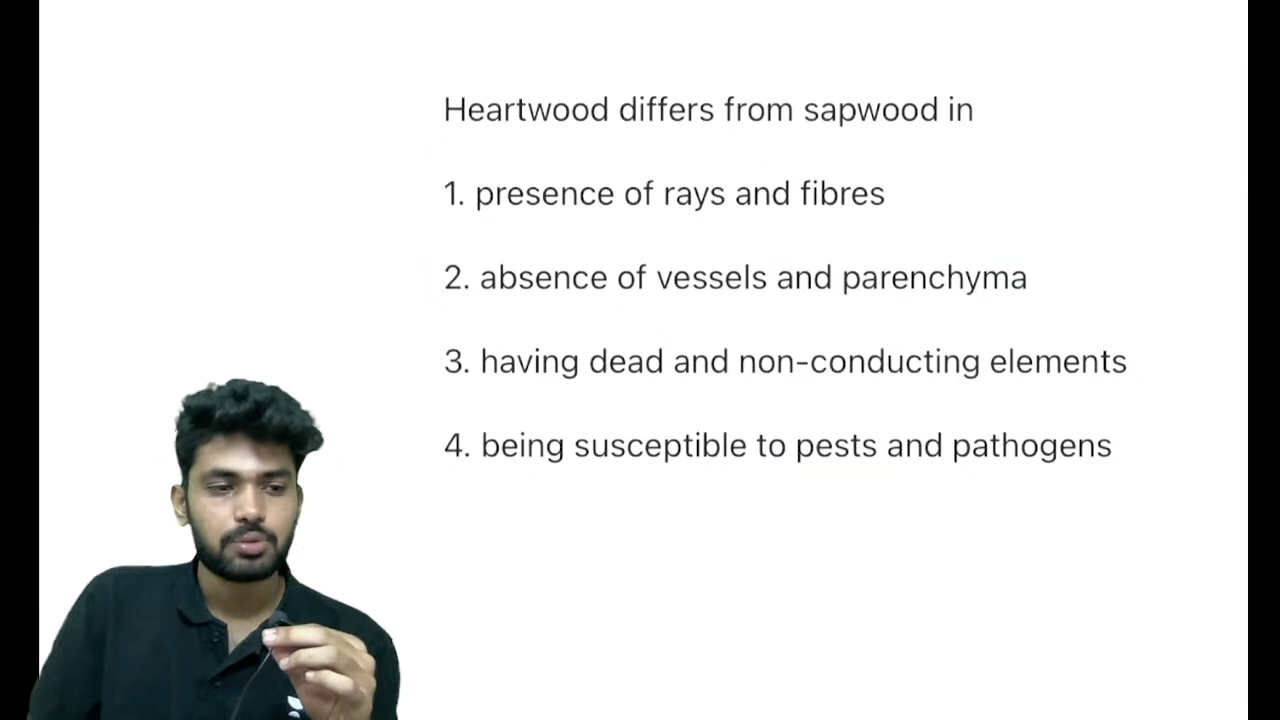 Heartwood differs from sapwood in
1. presence of rays and fibres
2. absence of vessels and parenchyma
3. having dead and non-conducting elements
4. being susceptible to pests and pathogens